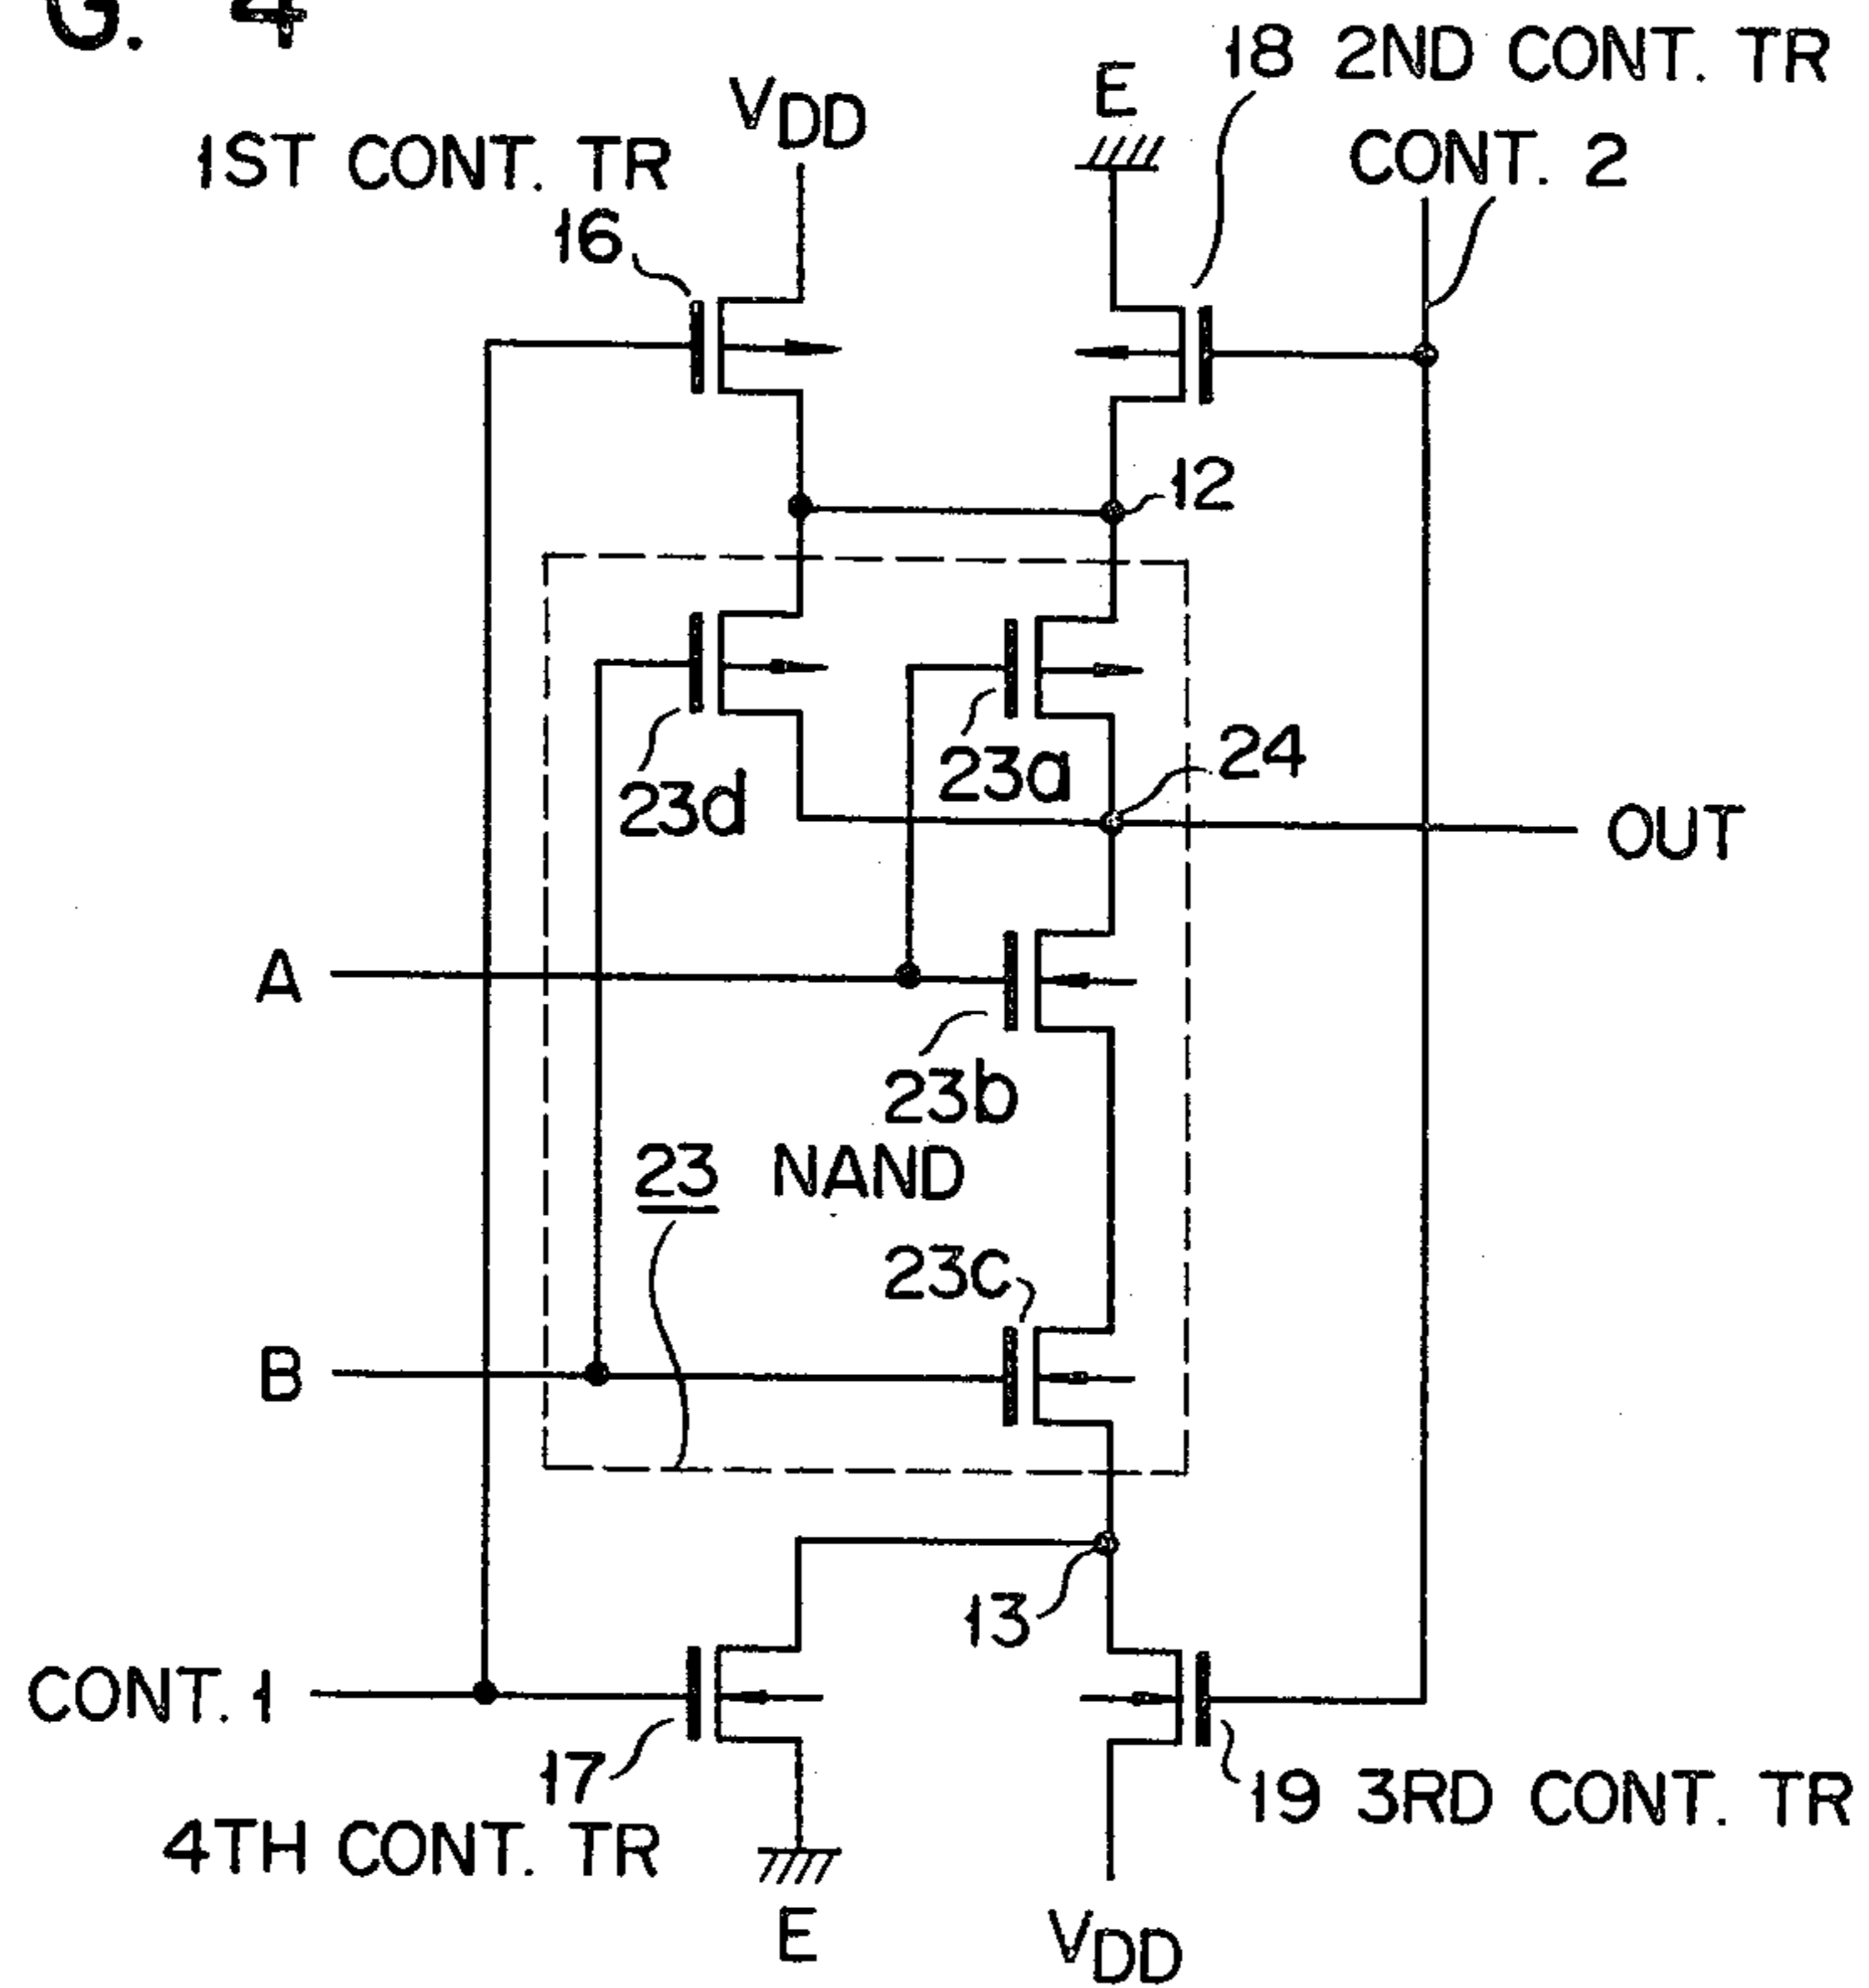 G. 4
18 2ND CONT. TR
VDD
E
1ST CONT. TR
CONT. 2
16
12
23d
23a
24
OUT
A
23b
23 NAND
23c
B
13
CONT. 1
17
19 3RD CONT. TR
4TH CONT. TR
E
VDD